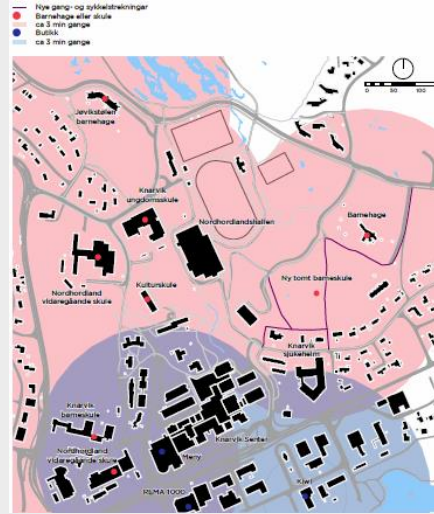 Nye gang- og sykkelstrekningar
Barnehage eller skule
ca 3 min gange
Butikk
ca 3 min gange
0 50 100
Jøvikstølen
barnehage
Knarvik
ungdomsskule
Nordhordlandshallen
Barnehage
Nordhordland
vidaregåande skule
Kulturskule
Ny tomt barneskule
Knarvik
sjukeheim
Knarvik
barneskule
Nordhordland
vidaregåande skule
Knarvik Senter
Meny
REMA 1000
Kiwi